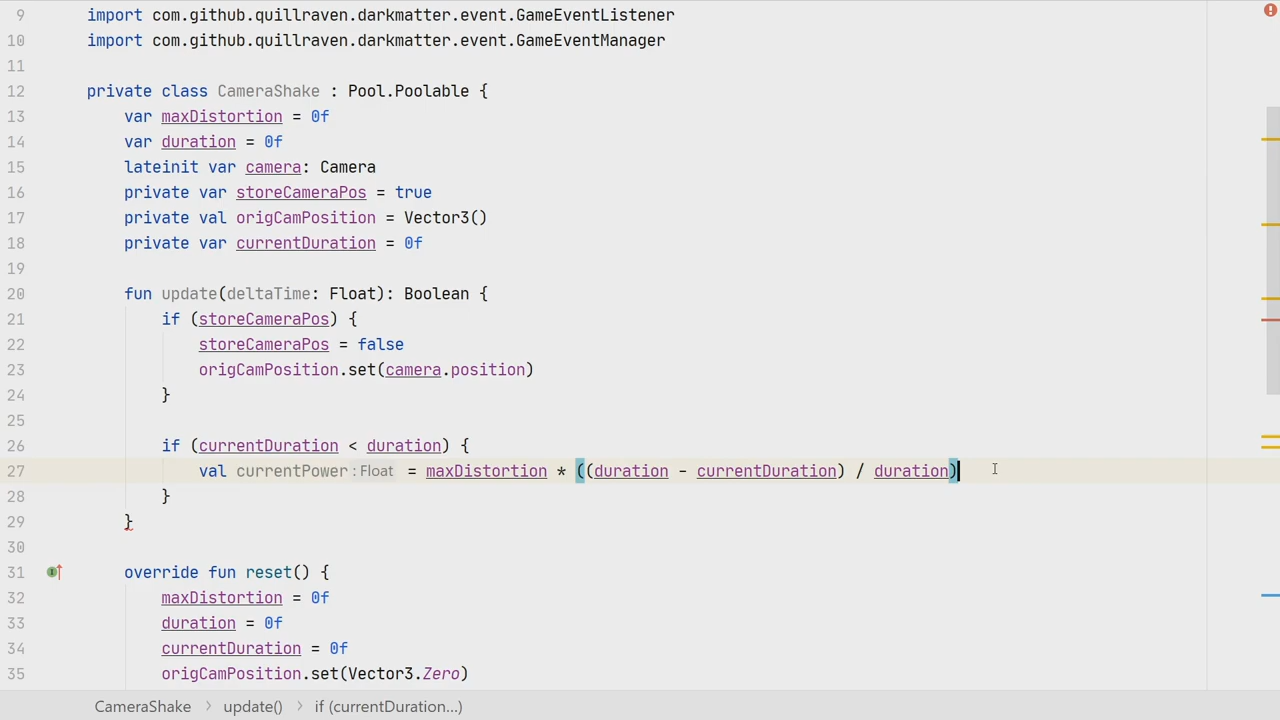 9 import com.github.quillraven.darkmatter.event.GameEventListener
10 import com.github.quillraven.darkmatter.event.GameEventManager
11
12 private class CameraShake : Pool.Poolable {
13 var maxDistortion = 0f
14 var duration = 0f
15 lateinit var camera: Camera
16 private var storeCameraPos = true
17 private val origCamPosition = Vector3()
18 private var currentDuration = 0f
19
20 fun update(deltaTime: Float): Boolean {
21 if (storeCameraPos) {
22 storeCameraPos = false
23 origCamPosition.set(camera.position)
24 }
25
26 if (currentDuration < duration) {
27 val currentPower : Float = maxDistortion * ((duration - currentDuration) / duration)
28 }
29 }
30
31 override fun reset() {
32 maxDistortion = 0f
33 duration = 0f
34 currentDuration = 0f
35 origCamPosition.set(Vector3.Zero)
CameraShake > update() > if (currentDuration...)